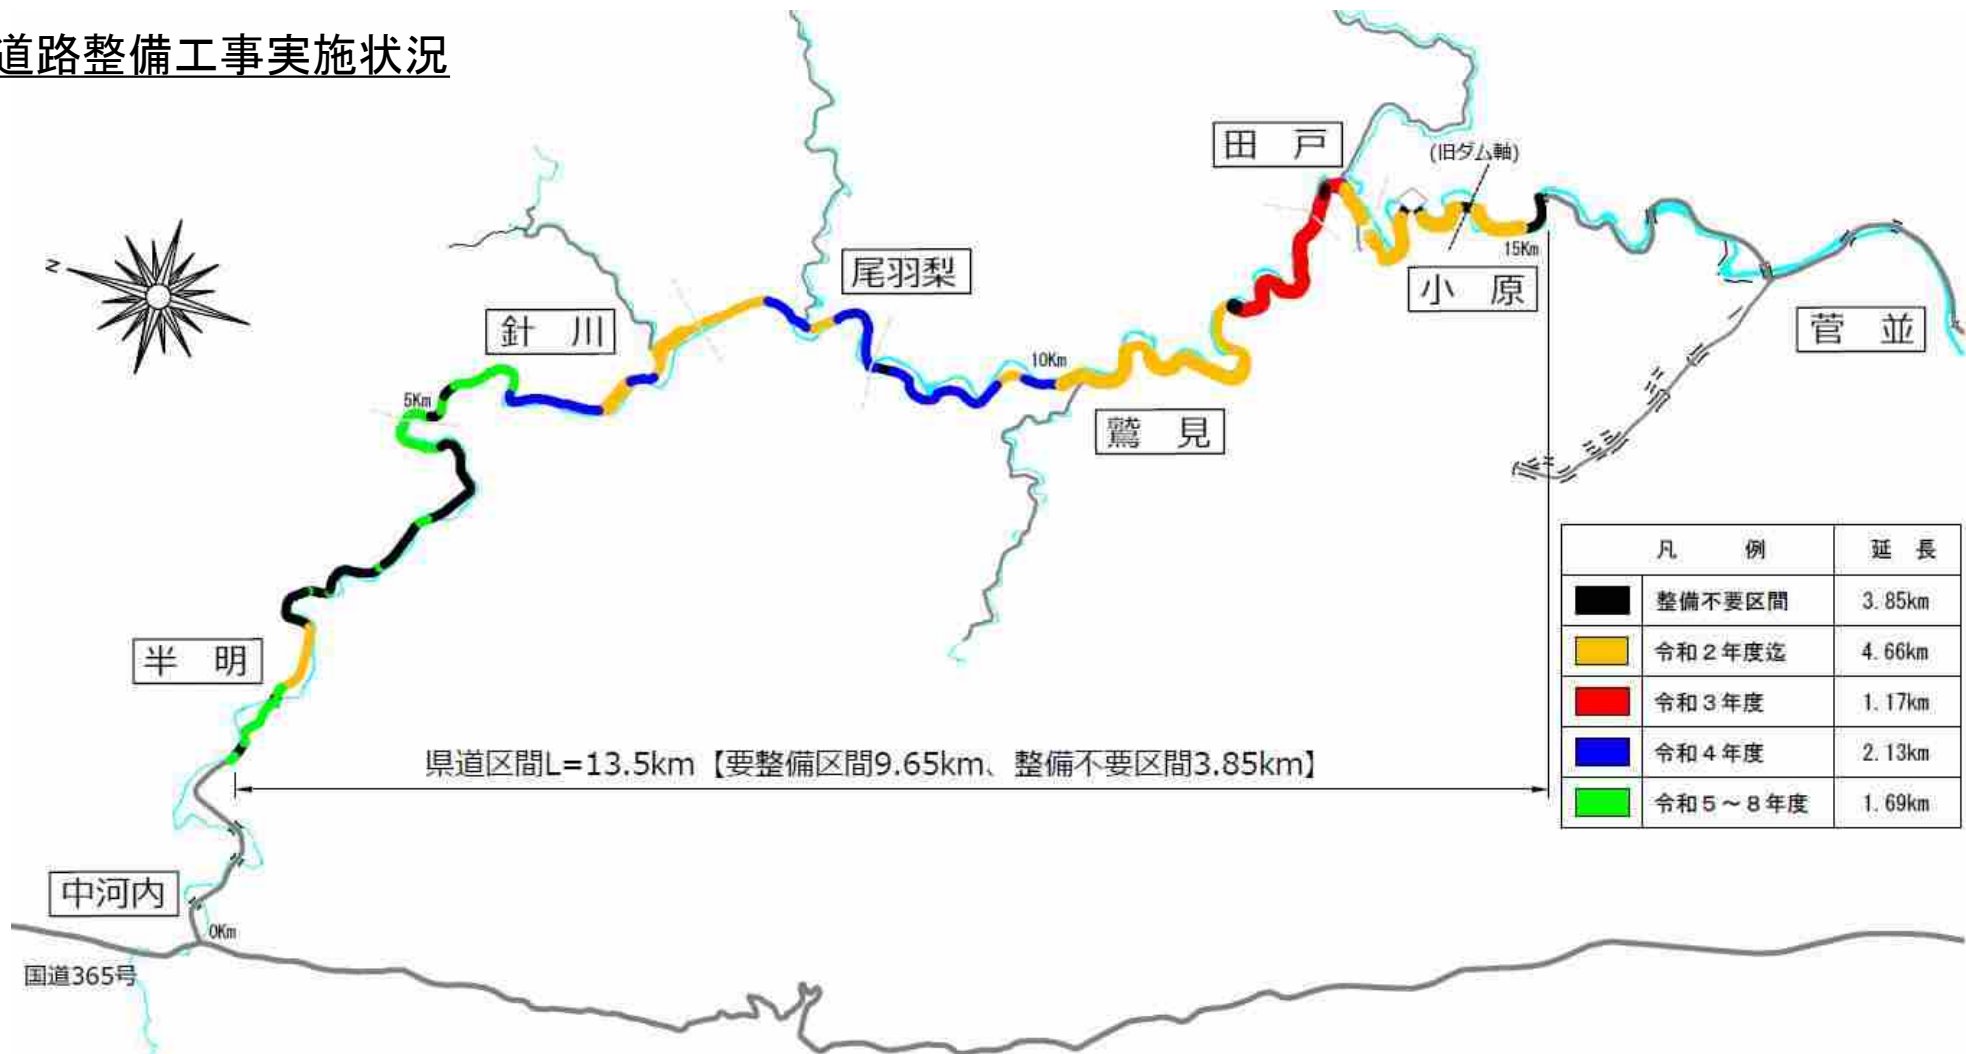 道路整備工事実施状況
田　戸
(旧ダム軸)
15Km
尾羽梨
小　原
針　川
菅　並
N
10Km
5Km
鷲　見
凡　例　延　長
整備不要区間　3.85km
半　明
令和２年度迄　4.66km
令和３年度　1.17km
県道区間L=13.5km【要整備区間9.65km、整備不要区間3.85km】
令和４年度　2.13km
令和５～８年度　1.69km
中河内
0Km
国道365号